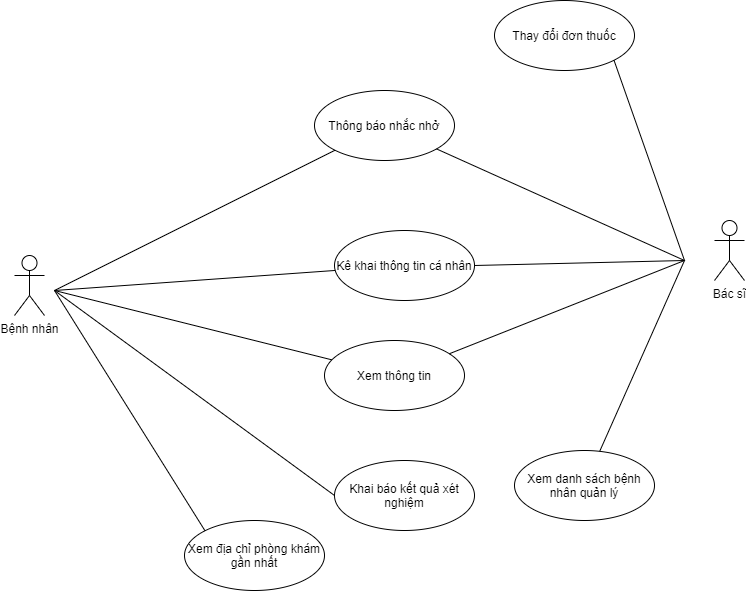 Thay đổi đơn thuốc
Thông báo nhắc nhở
Kê khai thông tin cá nhân
Bác sĩ
Bệnh nhân
Xem thông tin
Xem danh sách bệnh
nhân quản lý
Khai báo kết quả xét
nghiệm
Xem địa chỉ phòng khám
gần nhất